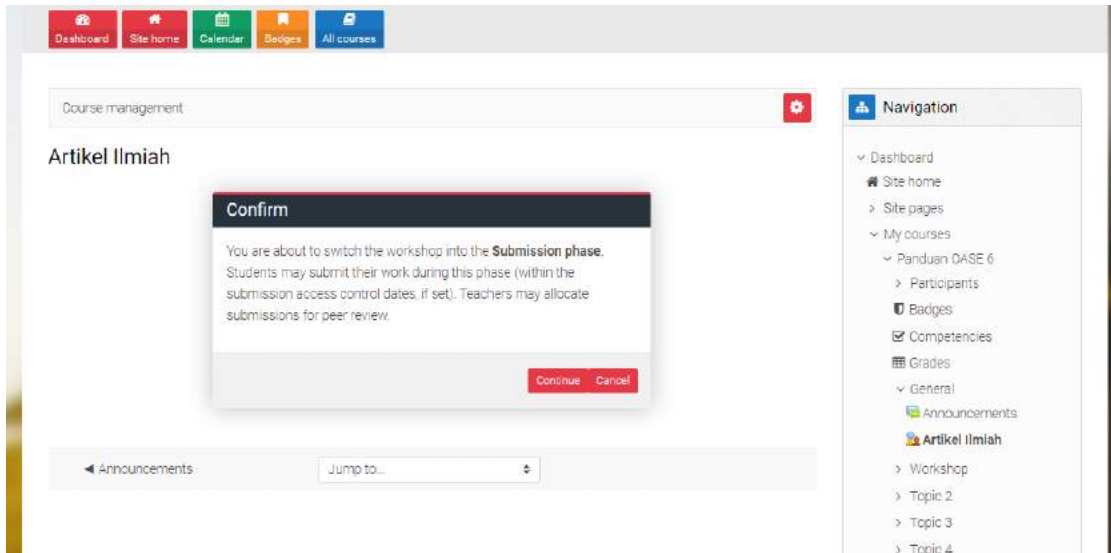 Dashboard
Site home
Calendar
Badges
All courses
Course management
Artikel Ilmiah
Confirm
You are about to switch the workshop into the Submission phase.
Students may submit their work during this phase (within the
submission access control dates, if set). Teachers may allocate
submissions for peer review.
Continue
Cancel
◄ Announcements
Jump to...
Navigation
Dashboard
Site home
Site pages
My courses
Panduan OASE 6
Participants
Badges
Competencies
Grades
General
Announcements
Artikel Ilmiah
Workshop
Topic 2
Topic 3
Topic 4